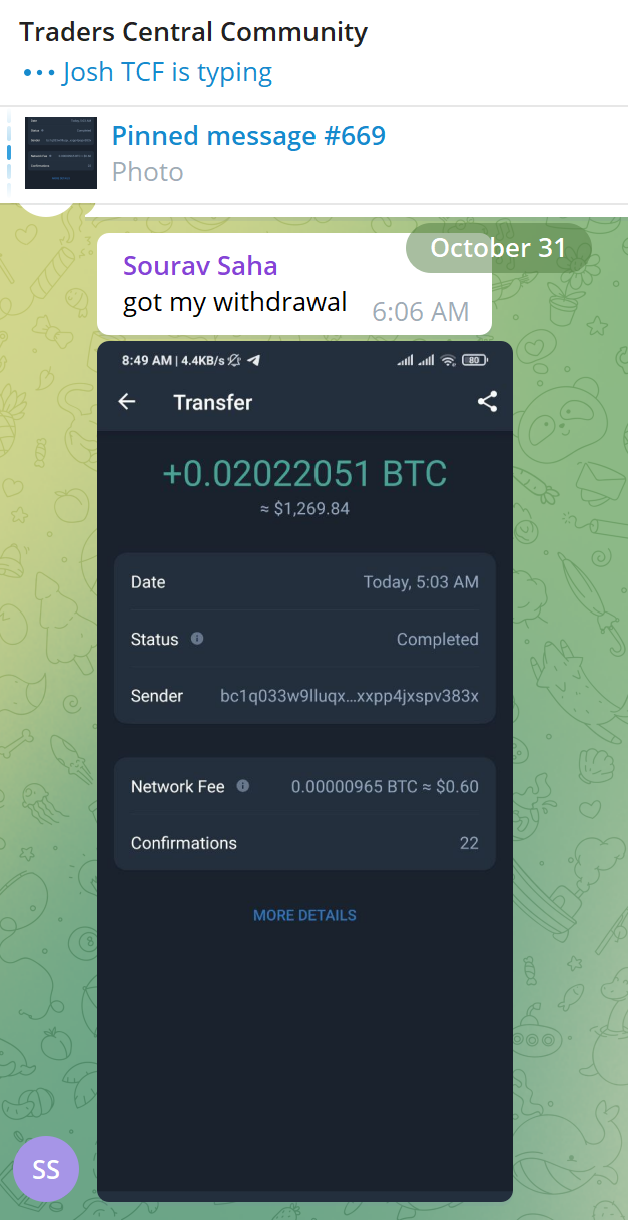 Traders Central Community
Josh TCF is typing
Pinned message #669
Photo
October 31
Sourav Saha
got my withdrawal 6:06 AM
8:49 AM | 4.4KB/s 80
Transfer
+0.02022051 BTC
≈ $1,269.84
Date Today, 5:03 AM
Status Completed
Sender bc1q033w9lluqx...xxpp4jxspv383x
Network Fee 0.00000965 BTC ≈ $0.60
Confirmations 22
MORE DETAILS
SS